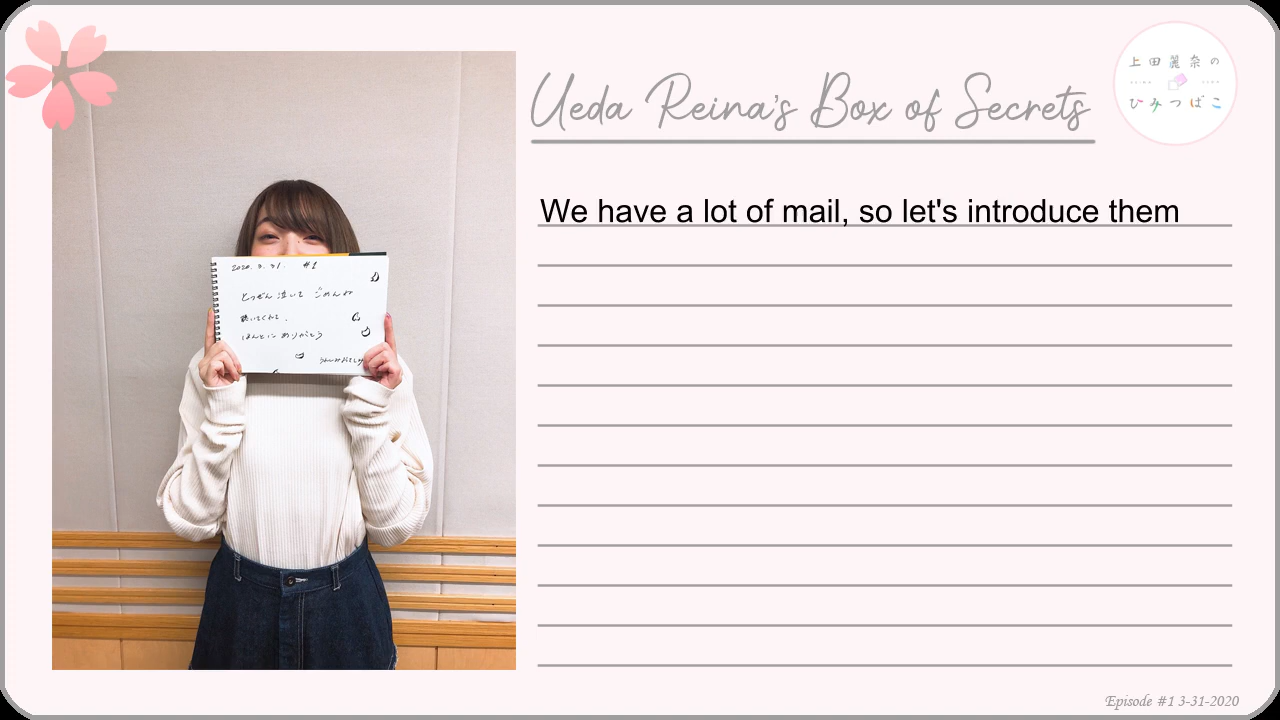 Ueda Reina's Box of Secrets
上田麗奈の
ひみつばこ
We have a lot of mail, so let's introduce them
2020. 3. 31. #1
とつぜん泣いて ごめんね
聴いてくれて、
ほんとにありがとう
Episode #1 3-31-2020